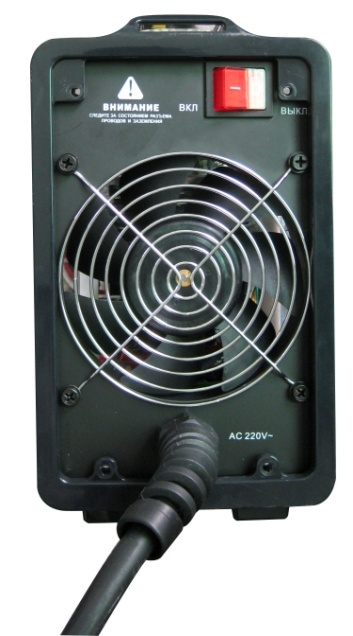 ВНИМАНИЕ
СЛЕДИТЕ ЗА СОСТОЯНИЕМ РАЗЪЕМА
ПРОВОДОВ И ЗАЗЕМЛЕНИЯ
ВКЛ
ВЫКЛ
AC 220V~